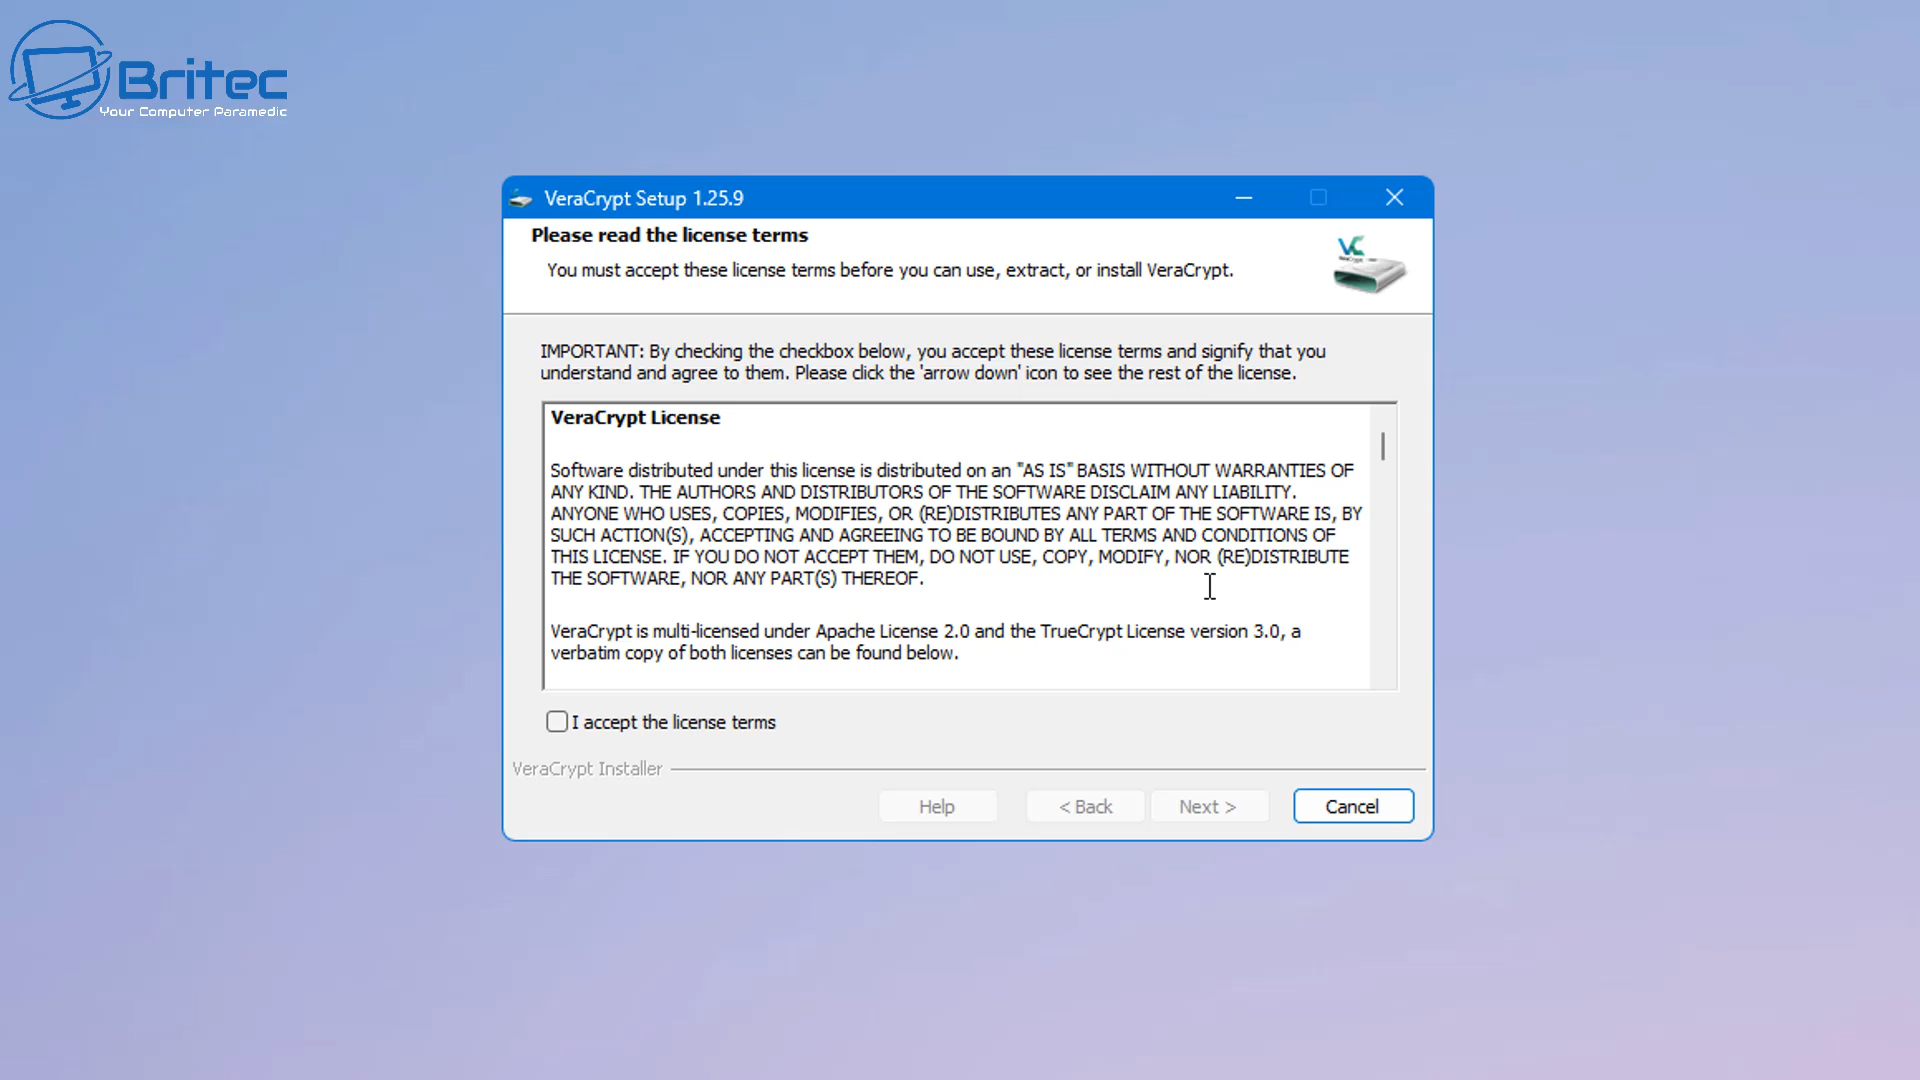 Britec
Your Computer Paramedic
VeraCrypt Setup 1.25.9
Please read the license terms
You must accept these license terms before you can use, extract, or install VeraCrypt.
VC
VeraCrypt
IMPORTANT: By checking the checkbox below, you accept these license terms and signify that you
understand and agree to them. Please click the 'arrow down' icon to see the rest of the license.
VeraCrypt License
Software distributed under this license is distributed on an "AS IS" BASIS WITHOUT WARRANTIES OF
ANY KIND. THE AUTHORS AND DISTRIBUTORS OF THE SOFTWARE DISCLAIM ANY LIABILITY.
ANYONE WHO USES, COPIES, MODIFIES, OR (RE)DISTRIBUTES ANY PART OF THE SOFTWARE IS, BY
SUCH ACTION(S), ACCEPTING AND AGREEING TO BE BOUND BY ALL TERMS AND CONDITIONS OF
THIS LICENSE. IF YOU DO NOT ACCEPT THEM, DO NOT USE, COPY, MODIFY, NOR (RE)DISTRIBUTE
THE SOFTWARE, NOR ANY PART(S) THEREOF.
VeraCrypt is multi-licensed under Apache License 2.0 and the TrueCrypt License version 3.0, a
verbatim copy of both licenses can be found below.
I accept the license terms
VeraCrypt Installer
Help
< Back
Next >
Cancel